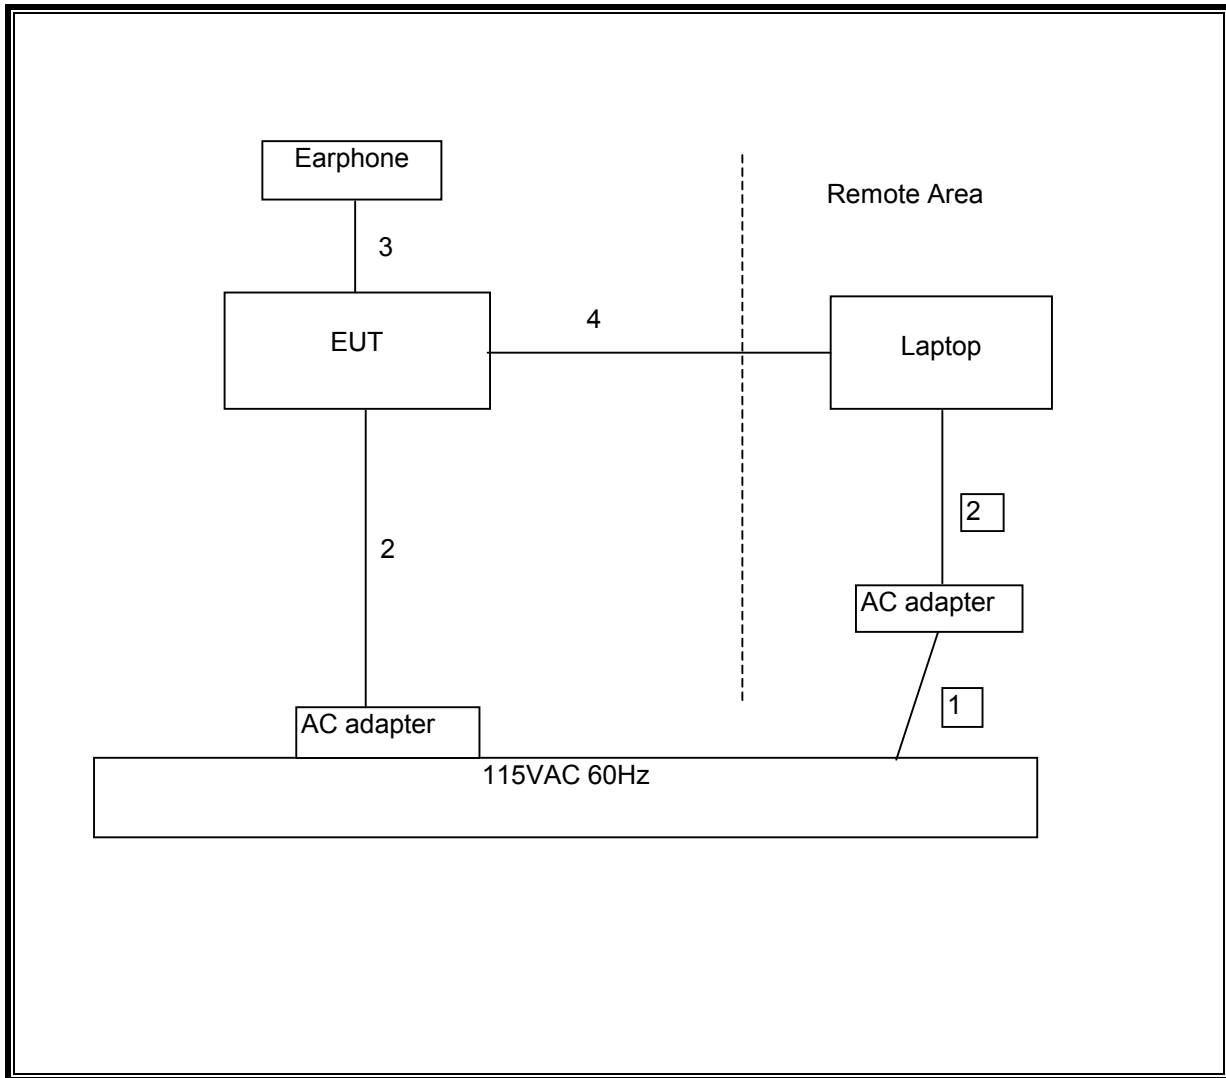 Earphone
Remote Area
3
4
EUT
Laptop
2
2
AC adapter
1
AC adapter
115VAC 60Hz